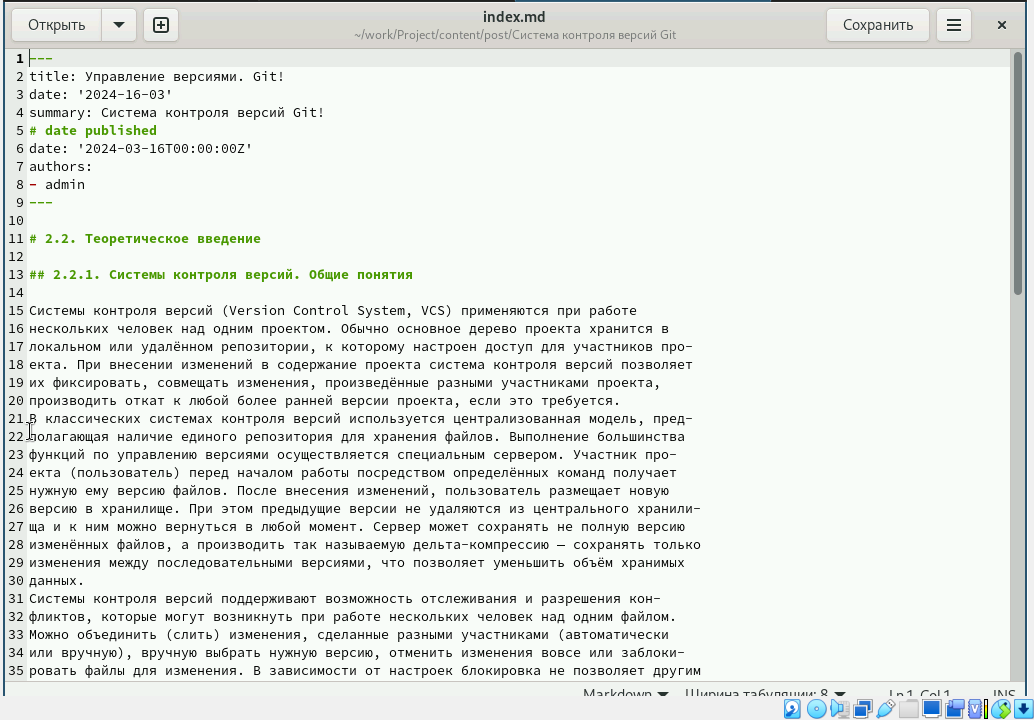 Открыть
index.md
~/work/Project/content/post/Система контроля версий Git
Сохранить
1 ---
2 title: Управление версиями. Git!
3 date: '2024-16-03'
4 summary: Система контроля версий Git!
5 # date published
6 date: '2024-03-16T00:00:00Z'
7 authors:
8 - admin
9 ---
10
11 # 2.2. Теоретическое введение
12
13 ## 2.2.1. Системы контроля версий. Общие понятия
14
15 Системы контроля версий (Version Control System, VCS) применяются при работе
16 нескольких человек над одним проектом. Обычно основное дерево проекта хранится в
17 локальном или удалённом репозитории, к которому настроен доступ для участников про-
18 екта. При внесении изменений в содержание проекта система контроля версий позволяет
19 их фиксировать, совмещать изменения, произведённые разными участниками проекта,
20 производить откат к любой более ранней версии проекта, если это требуется.
21 В классических системах контроля версий используется централизованная модель, пред-
22 полагающая наличие единого репозитория для хранения файлов. Выполнение большинства
23 функций по управлению версиями осуществляется специальным сервером. Участник про-
24 екта (пользователь) перед началом работы посредством определённых команд получает
25 нужную ему версию файлов. После внесения изменений, пользователь размещает новую
26 версию в хранилище. При этом предыдущие версии не удаляются из центрального хранили-
27 ща и к ним можно вернуться в любой момент. Сервер может сохранять не полную версию
28 изменённых файлов, а производить так называемую дельта-компрессию — сохранять только
29 изменения между последовательными версиями, что позволяет уменьшить объём хранимых
30 данных.
31 Системы контроля версий поддерживают возможность отслеживания и разрешения кон-
32 фликтов, которые могут возникнуть при работе нескольких человек над одним файлом.
33 Можно объединить (слить) изменения, сделанные разными участниками (автоматически
34 или вручную), вручную выбрать нужную версию, отменить изменения вовсе или заблоки-
35 ровать файлы для изменения. В зависимости от настроек блокировка не позволяет другим
Markdown Ширина табуляции: 8 Ln 1, Col 1 INS